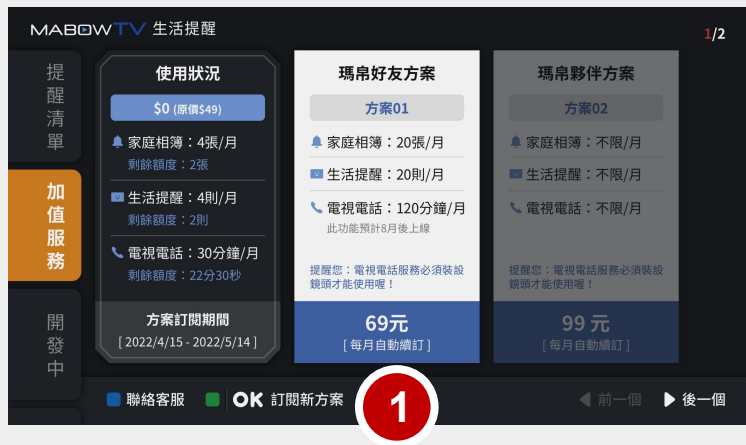 MABOWTV 生活提醒
1/2
提醒清單
加值服務
開發中
使用狀況
$0 (原價$49)
家庭相簿：4張/月
剩餘額度：2張
生活提醒：4則/月
剩餘額度：2則
電視電話：30分鐘/月
剩餘額度：22分30秒
方案訂閱期間
[ 2022/4/15 - 2022/5/14 ]
瑪帛好友方案
方案01
家庭相簿：20張/月
生活提醒：20則/月
電視電話：120分鐘/月
此功能預計8月後上線
提醒您：電視電話服務必須裝設
鏡頭才能使用喔！
69元
[ 每月自動續訂 ]
瑪帛夥伴方案
方案02
家庭相簿：不限/月
生活提醒：不限/月
電視電話：不限/月
提醒您：電視電話服務必須裝設
鏡頭才能使用喔！
99 元
[ 每月自動續訂 ]
聯絡客服
OK 訂閱新方案
1
前一個
後一個